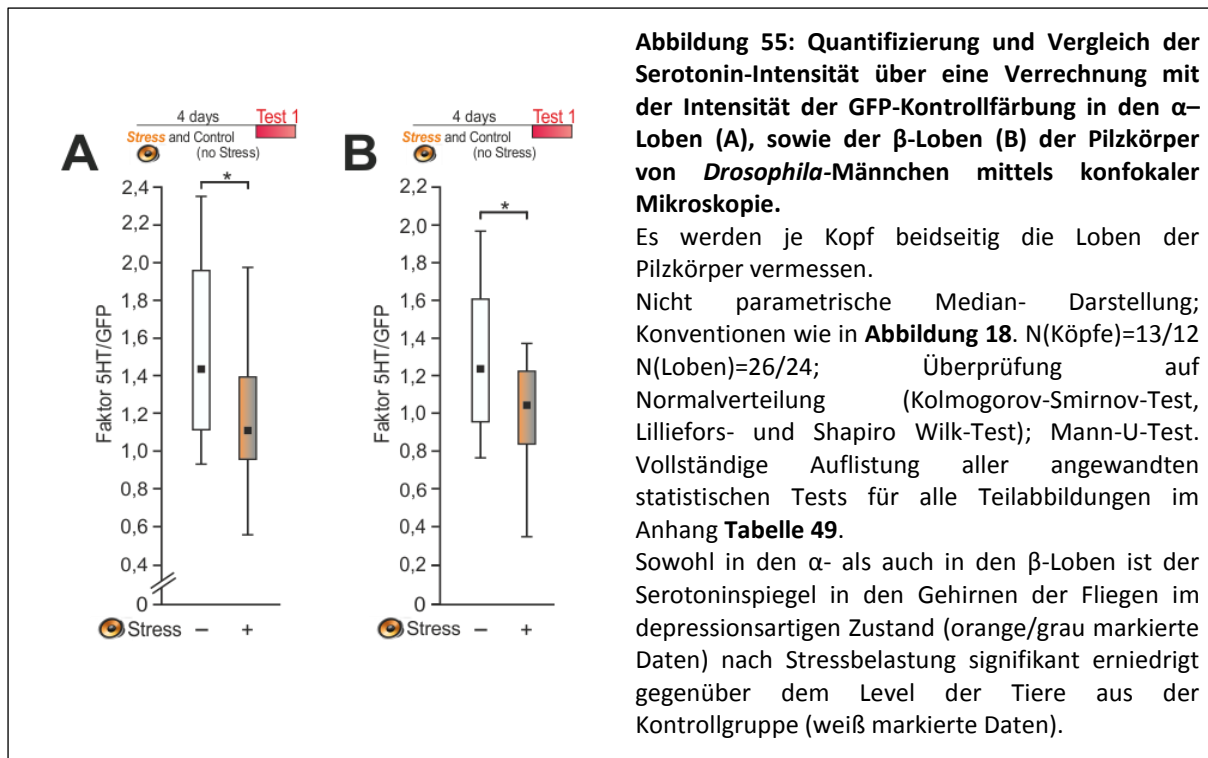 A
4 days
Test 1
Stress and Control
(no Stress)
*
Faktor 5HT/GFP
2,4
2,2
2,0
1,8
1,6
1,4
1,2
1,0
0,8
0,6
0,4
0
Stress – +
B
4 days
Test 1
Stress and Control
(no Stress)
*
Faktor 5HT/GFP
2,2
2,0
1,8
1,6
1,4
1,2
1,0
0,8
0,6
0,4
0,2
0
Stress – +
Abbildung 55: Quantifizierung und Vergleich der
Serotonin-Intensität über eine Verrechnung mit
der Intensität der GFP-Kontrollfärbung in den α–
Loben (A), sowie der β-Loben (B) der Pilzkörper
von Drosophila-Männchen mittels konfokaler
Mikroskopie.
Es werden je Kopf beidseitig die Loben der
Pilzkörper vermessen.
Nicht parametrische Median- Darstellung;
Konventionen wie in Abbildung 18. N(Köpfe)=13/12
N(Loben)=26/24; Überprüfung auf
Normalverteilung (Kolmogorov-Smirnov-Test,
Lilliefors- und Shapiro Wilk-Test); Mann-U-Test.
Vollständige Auflistung aller angewandten
statistischen Tests für alle Teilabbildungen im
Anhang Tabelle 49.
Sowohl in den α- als auch in den β-Loben ist der
Serotoninspiegel in den Gehirnen der Fliegen im
depressionsartigen Zustand (orange/grau markierte
Daten) nach Stressbelastung signifikant erniedrigt
gegenüber dem Level der Tiere aus der
Kontrollgruppe (weiß markierte Daten).